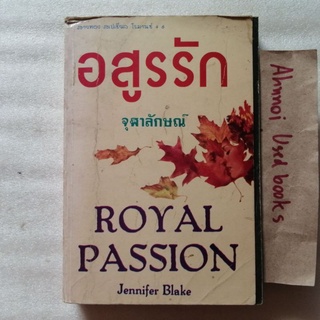 อสูรรัก
จุฬาลักษณ์
ROYAL
PASSION
Jennifer Blake
Ahmoi Used books